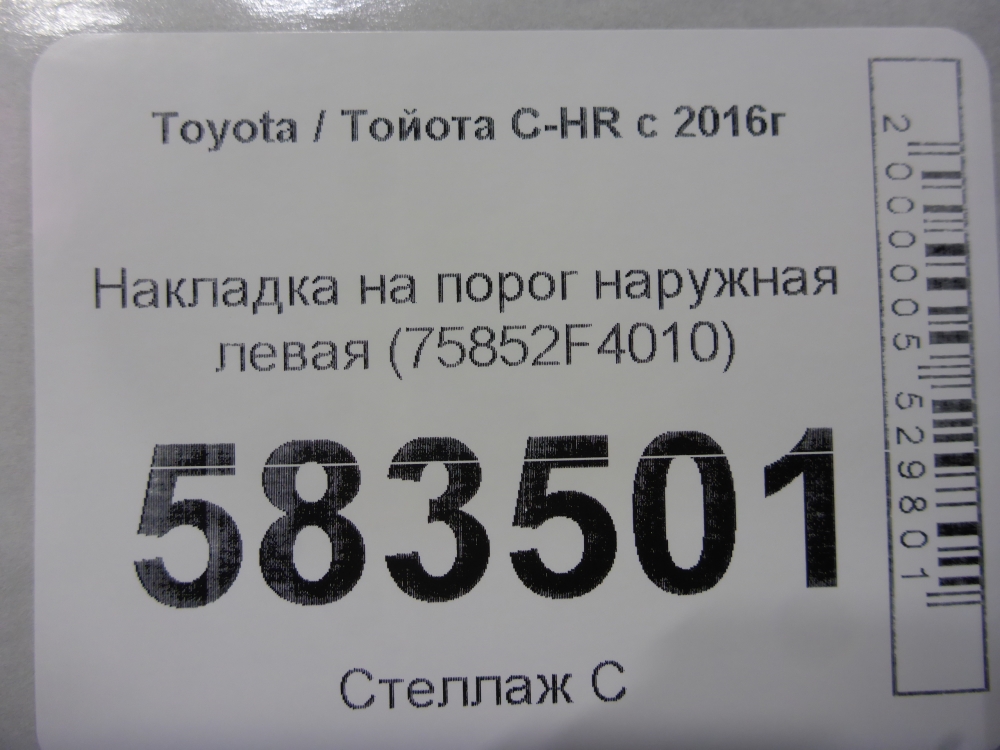 Toyota / Тойота C-HR с 2016г
Накладка на порог наружная
левая (75852F4010)
583501
Стеллаж С
2000005529801